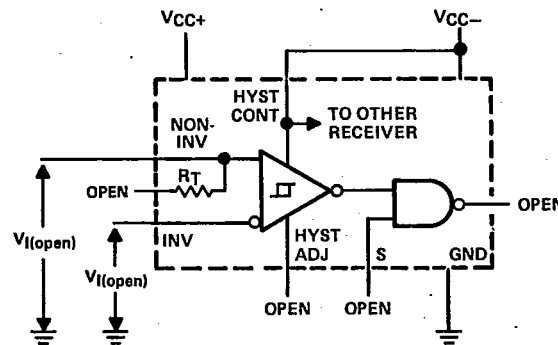 VCC+
VCC−
HYST
CONT
TO OTHER
RECEIVER
NON-
INV
RT
OPEN
OPEN
VI(open)
INV
HYST
ADJ
S
GND
VI(open)
OPEN
OPEN